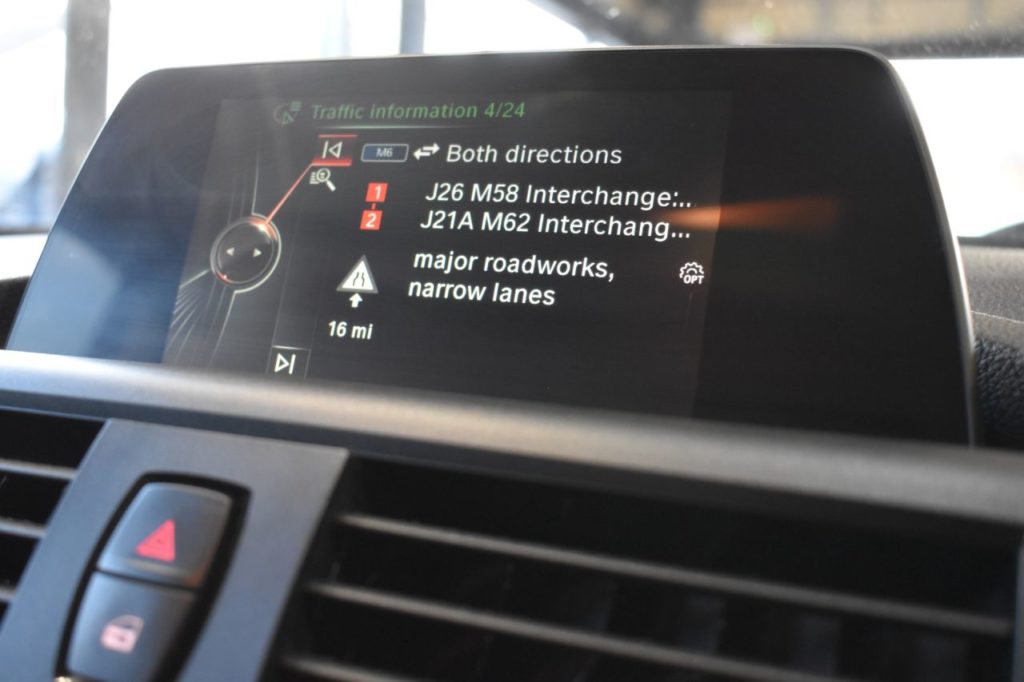 Traffic information 4/24
M6 Both directions
1 J26 M58 Interchange:..
2 J21A M62 Interchang...
major roadworks,
narrow lanes
OPT
16 mi